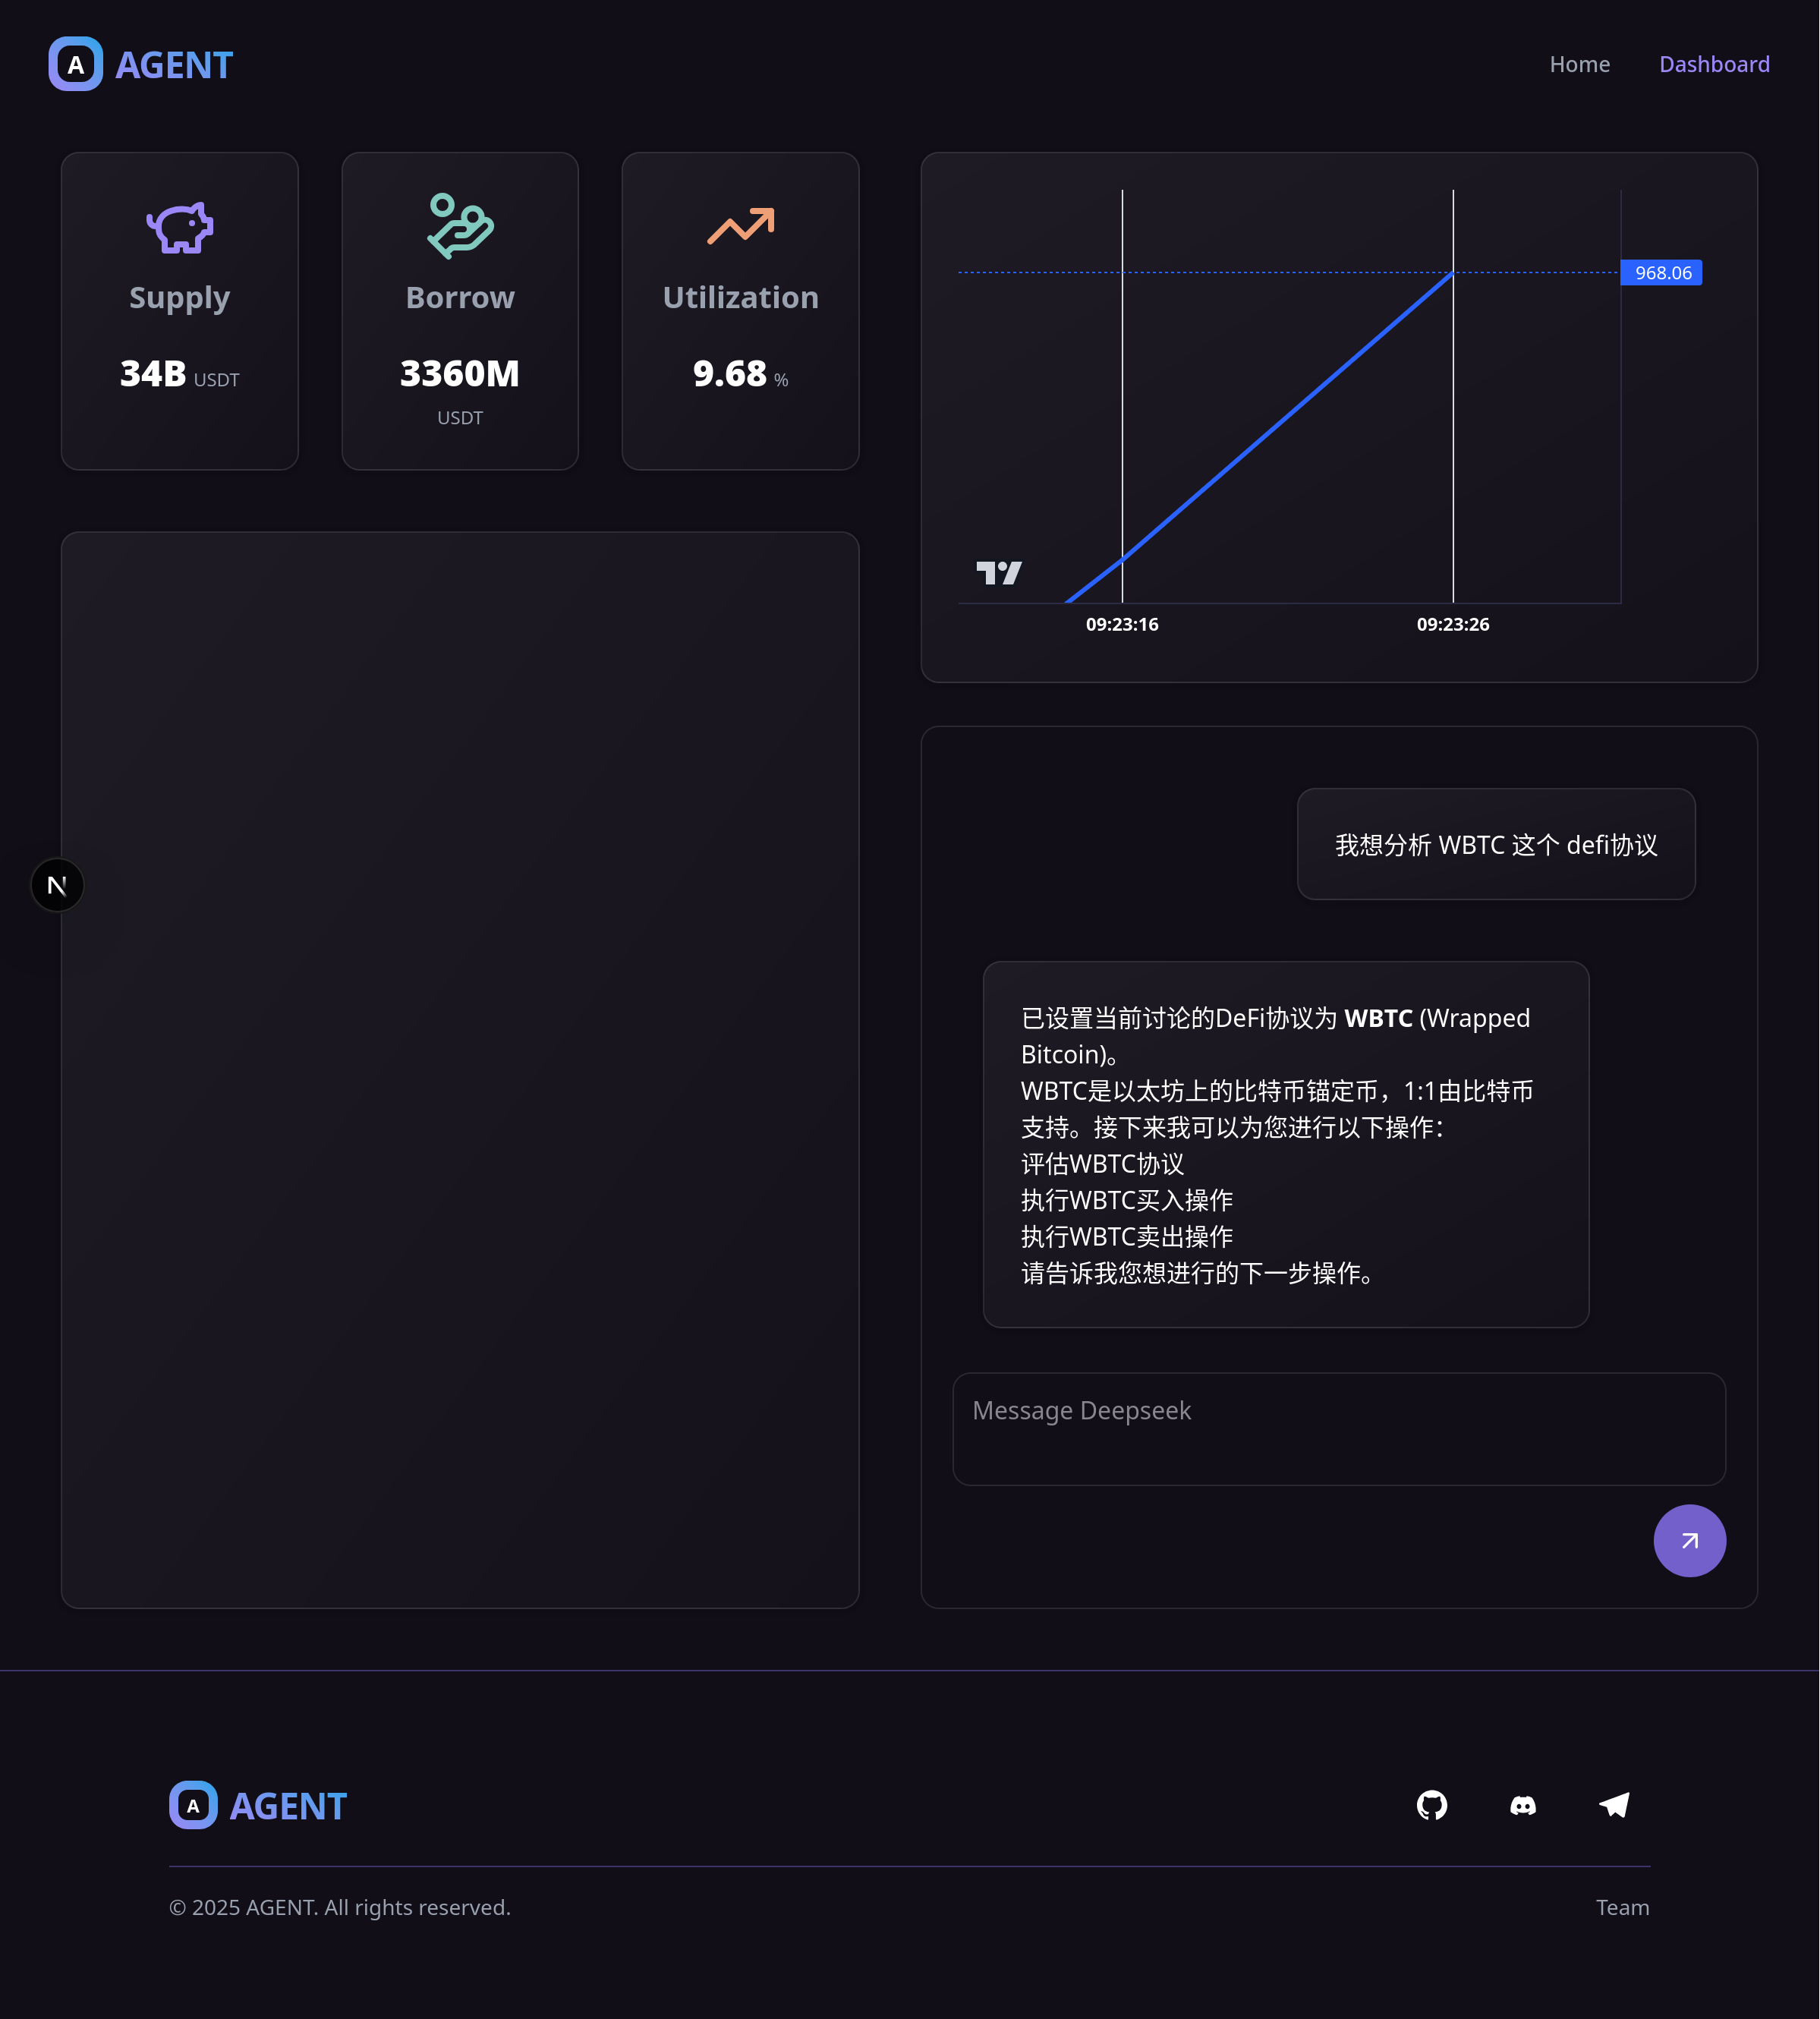 A AGENT
Home Dashboard
Supply
34B USDT
Borrow
3360M
USDT
Utilization
9.68 %
968.06
09:23:16 09:23:26
我想分析 WBTC 这个 defi协议
已设置当前讨论的DeFi协议为 WBTC (Wrapped
Bitcoin)。
WBTC是以太坊上的比特币锚定币，1:1由比特币
支持。接下来我可以为您进行以下操作：
评估WBTC协议
执行WBTC买入操作
执行WBTC卖出操作
请告诉我您想进行的下一步操作。
Message Deepseek
N
A AGENT
© 2025 AGENT. All rights reserved.
Team